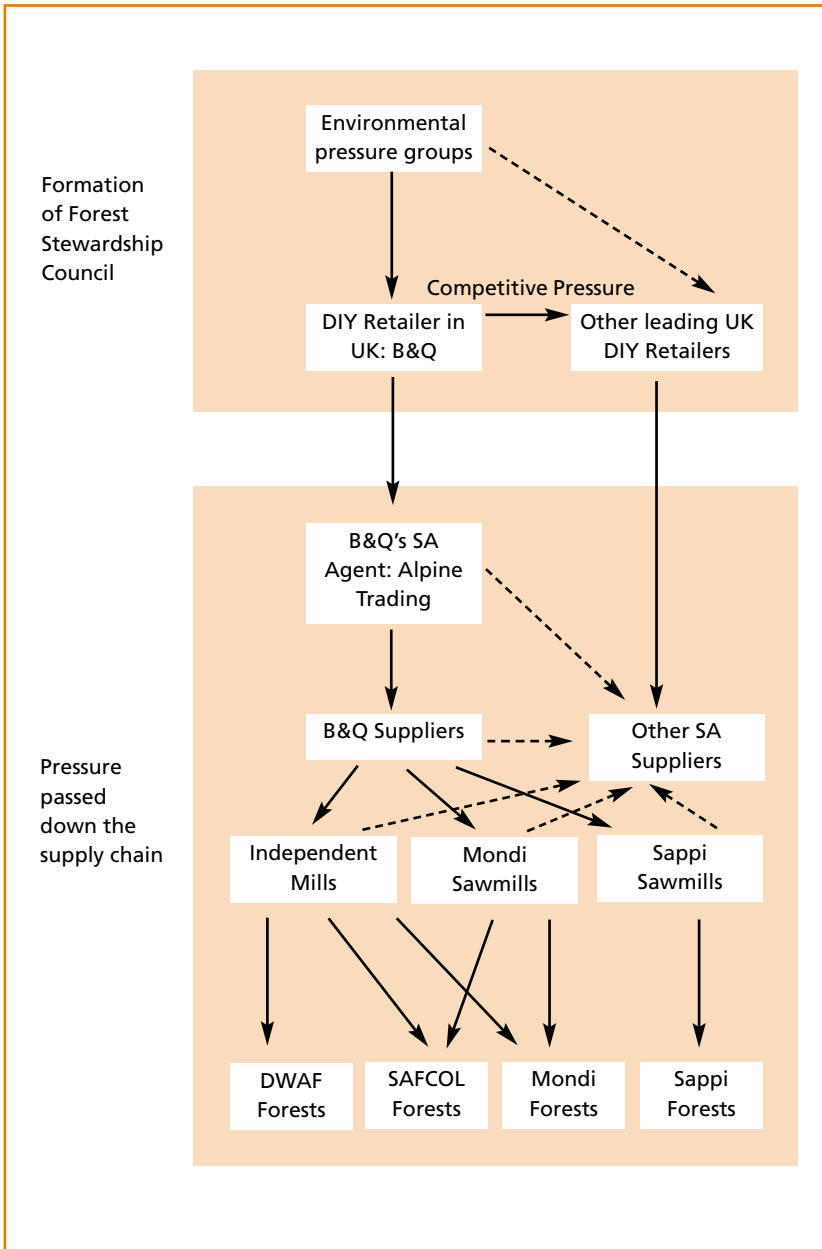 Environmental
pressure groups
Formation
of Forest
Stewardship
Council
Competitive Pressure
DIY Retailer in
UK: B&Q
Other leading UK
DIY Retailers
B&Q's SA
Agent: Alpine
Trading
B&Q Suppliers
Other SA
Suppliers
Pressure
passed
down the
supply chain
Independent
Mills
Mondi
Sawmills
Sappi
Sawmills
DWAF
Forests
SAFCOL
Forests
Mondi
Forests
Sappi
Forests